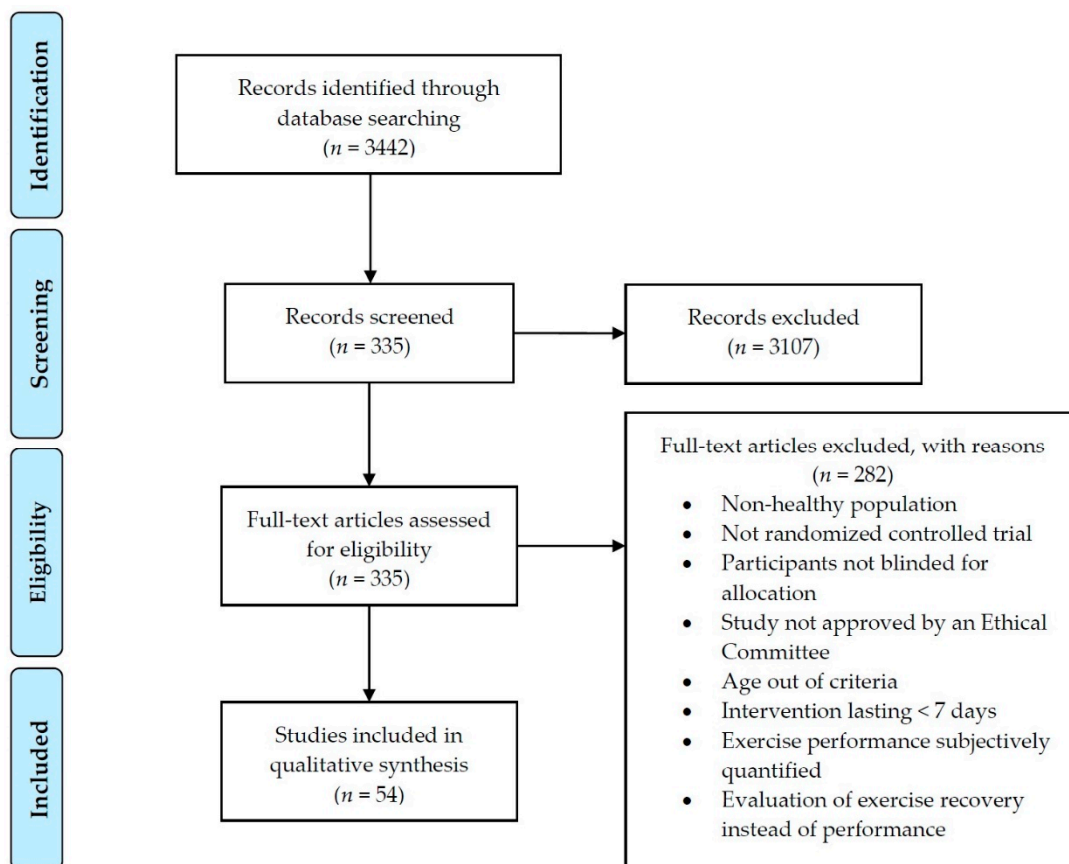 Identification
Records identified through
database searching
(n = 3442)
Screening
Records screened
(n = 335)
Records excluded
(n = 3107)
Eligibility
Full-text articles assessed
for eligibility
(n = 335)
Full-text articles excluded, with reasons
(n = 282)
• Non-healthy population
• Not randomized controlled trial
• Participants not blinded for
allocation
• Study not approved by an Ethical
Committee
• Age out of criteria
• Intervention lasting < 7 days
• Exercise performance subjectively
quantified
• Evaluation of exercise recovery
instead of performance
Included
Studies included in
qualitative synthesis
(n = 54)